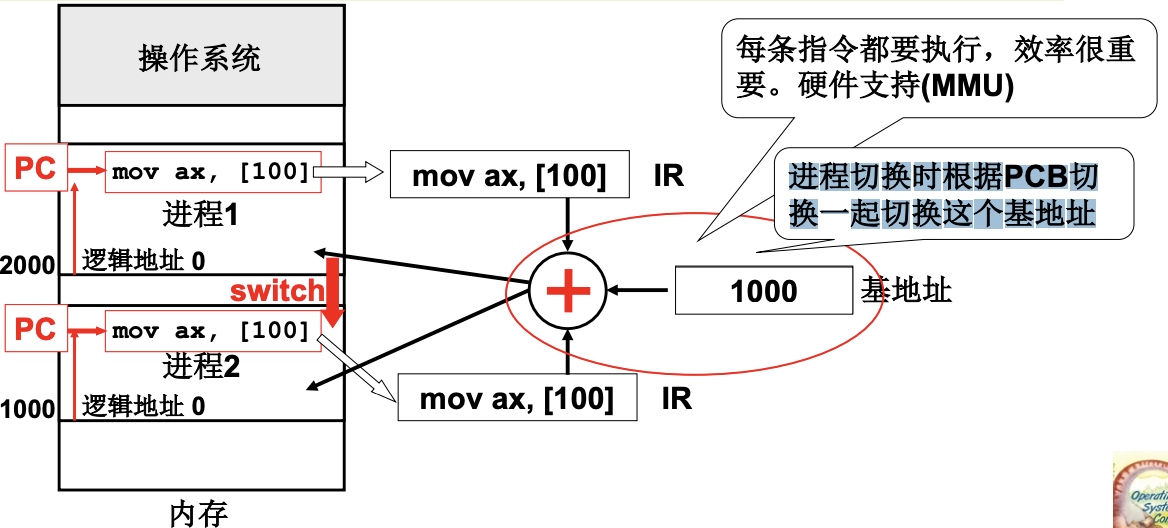 操作系统
每条指令都要执行，效率很重
要。硬件支持(MMU)
进程切换时根据PCB切
换一起切换这个基地址
PC
mov ax, [100]
进程1
mov ax, [100]
IR
2000
逻辑地址 0
switch
1000
基地址
PC
mov ax, [100]
进程2
mov ax, [100]
IR
1000
逻辑地址 0
内存
Operati
Syst
Con